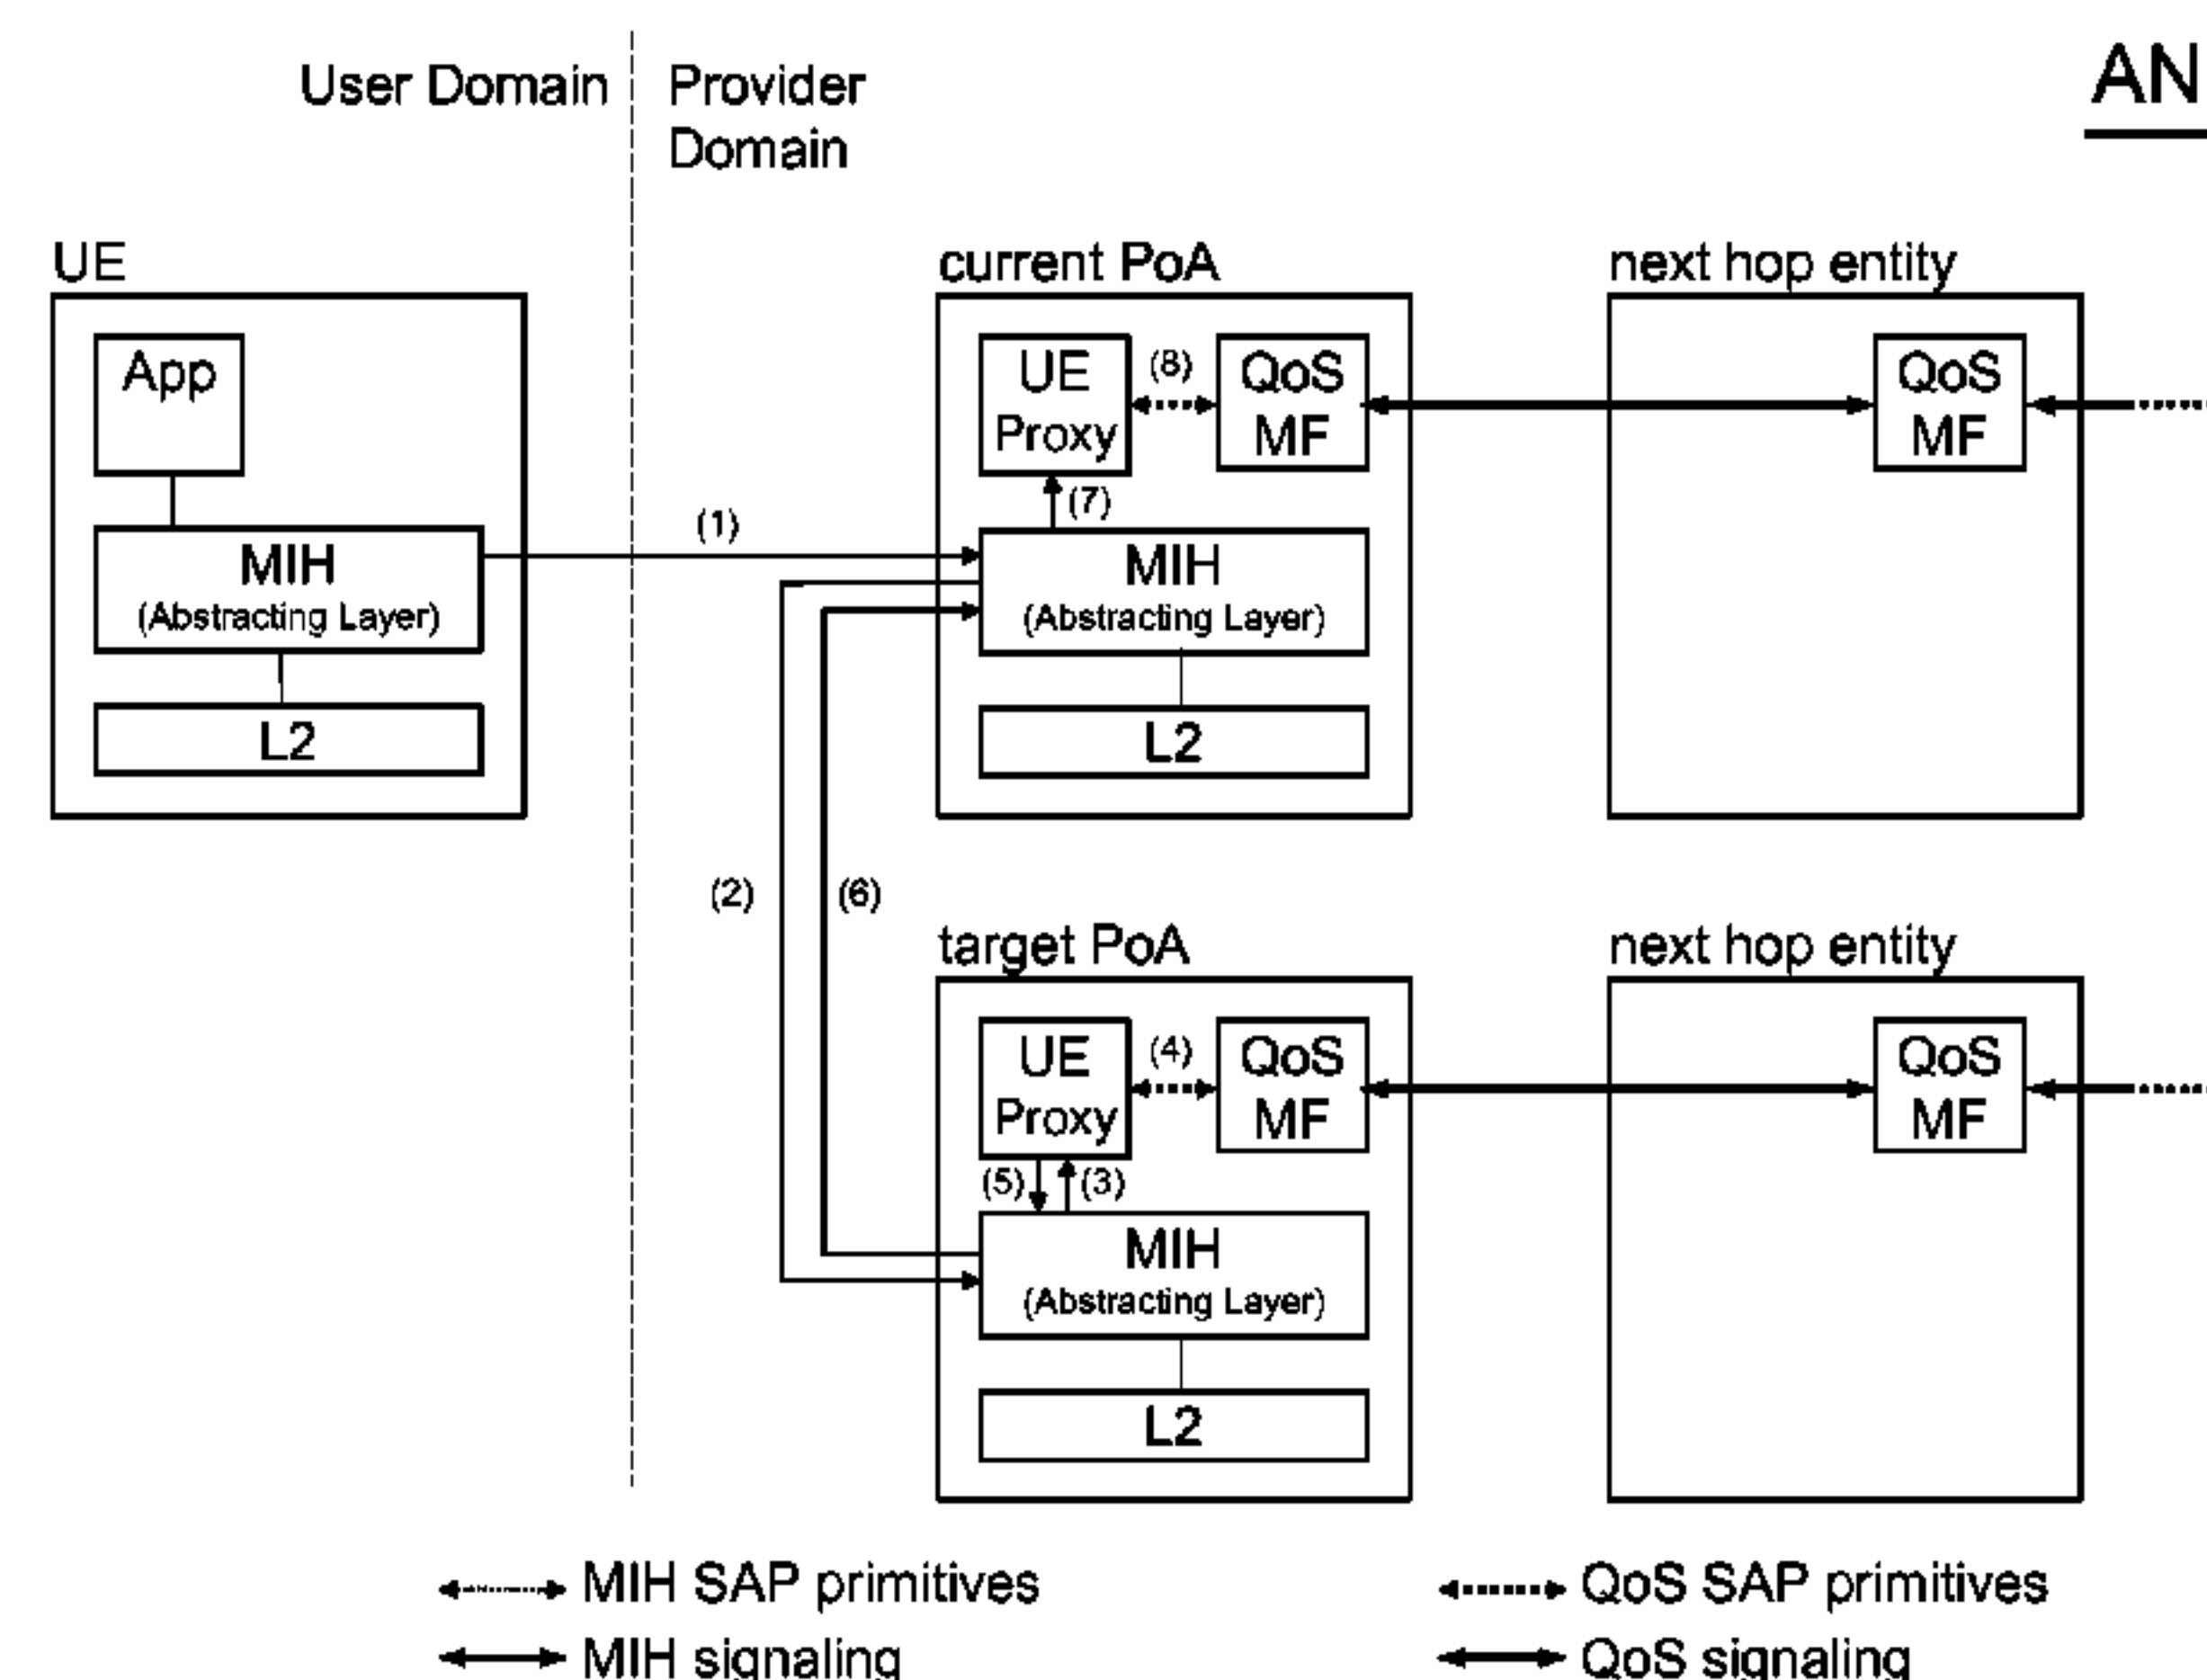 User Domain
Provider
Domain
AN
UE
current PoA
next hop entity
App
UE
Proxy
(8)
QoS
MF
QoS
MF
(7)
(1)
MIH
(Abstracting Layer)
MIH
(Abstracting Layer)
L2
L2
(2)
(6)
target PoA
next hop entity
UE
Proxy
(4)
QoS
MF
QoS
MF
(5)
(3)
MIH
(Abstracting Layer)
L2
MIH SAP primitives
QoS SAP primitives
MIH signaling
QoS signaling